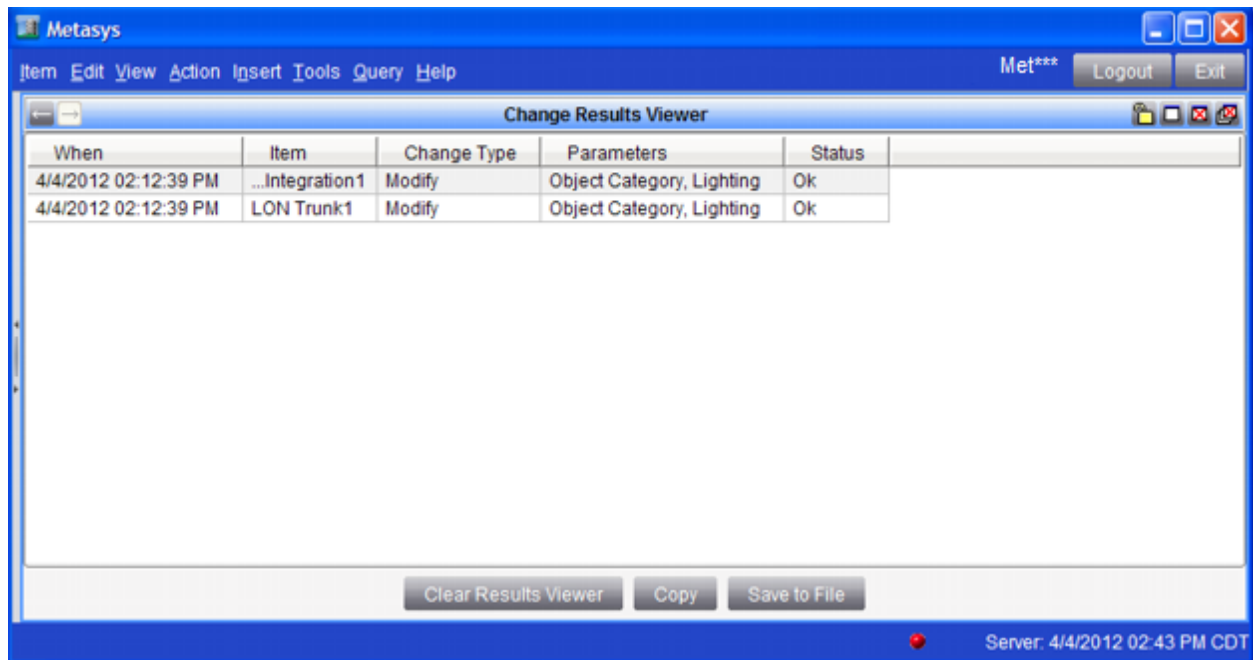 Metasys
Item Edit View Action Insert Tools Query Help Met*** Logout Exit
Change Results Viewer
When Item Change Type Parameters Status
4/4/2012 02:12:39 PM ...Integration1 Modify Object Category, Lighting Ok
4/4/2012 02:12:39 PM LON Trunk1 Modify Object Category, Lighting Ok
Clear Results Viewer Copy Save to File
Server: 4/4/2012 02:43 PM CDT